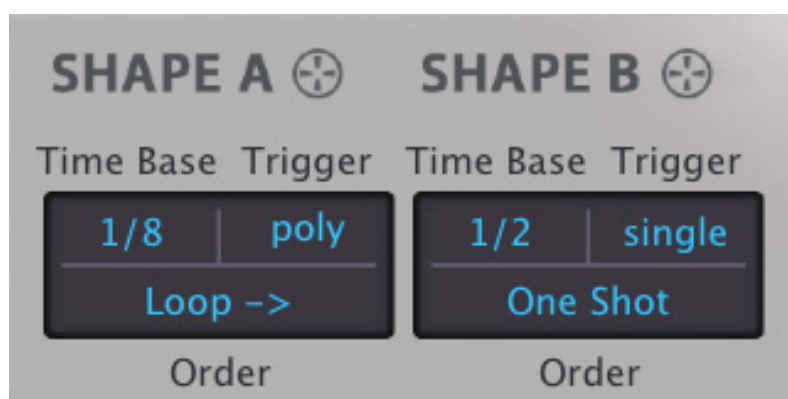 SHAPE A SHAPE B
Time Base Trigger Time Base Trigger
1/8 poly 1/2 single
Loop -> One Shot
Order Order